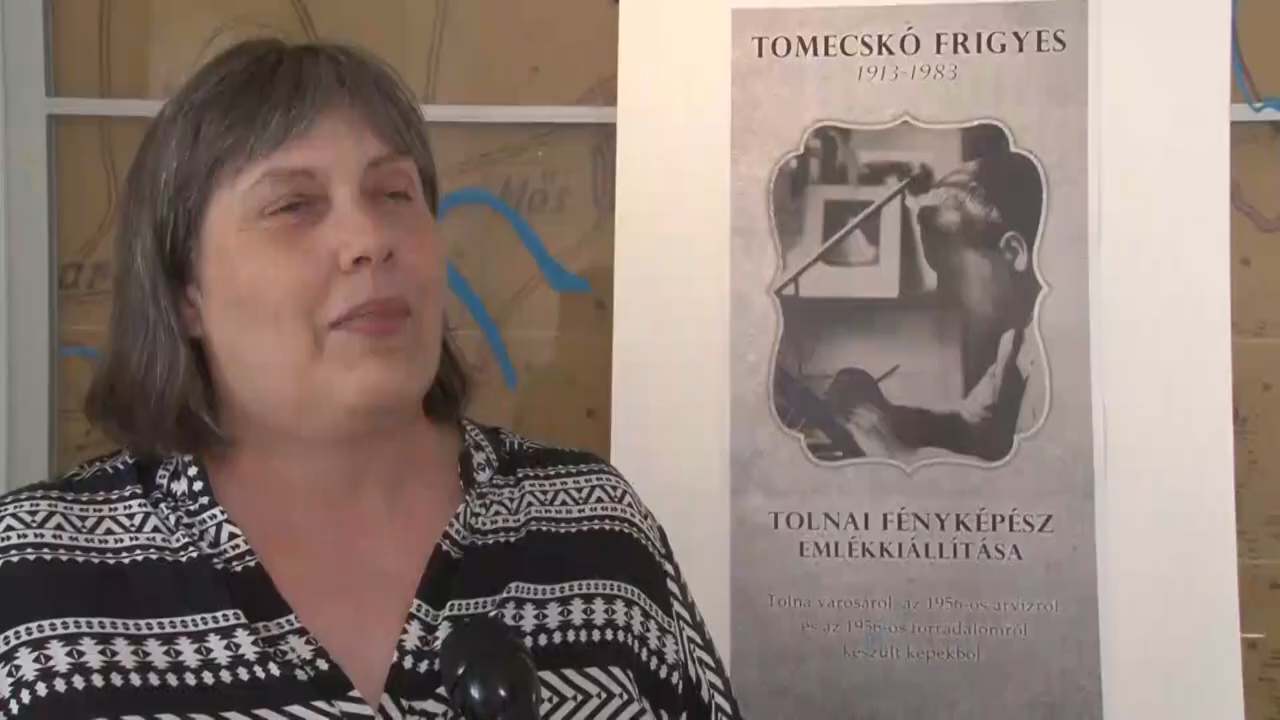 TOMECSKÓ FRIGYES
1913-1983
TOLNAI FÉNYKÉPÉSZ
EMLÉKKIÁLLÍTÁSA
Tolna városáról, az 1956-os árvízről
és az 1956-os forradalomról
készült képekből